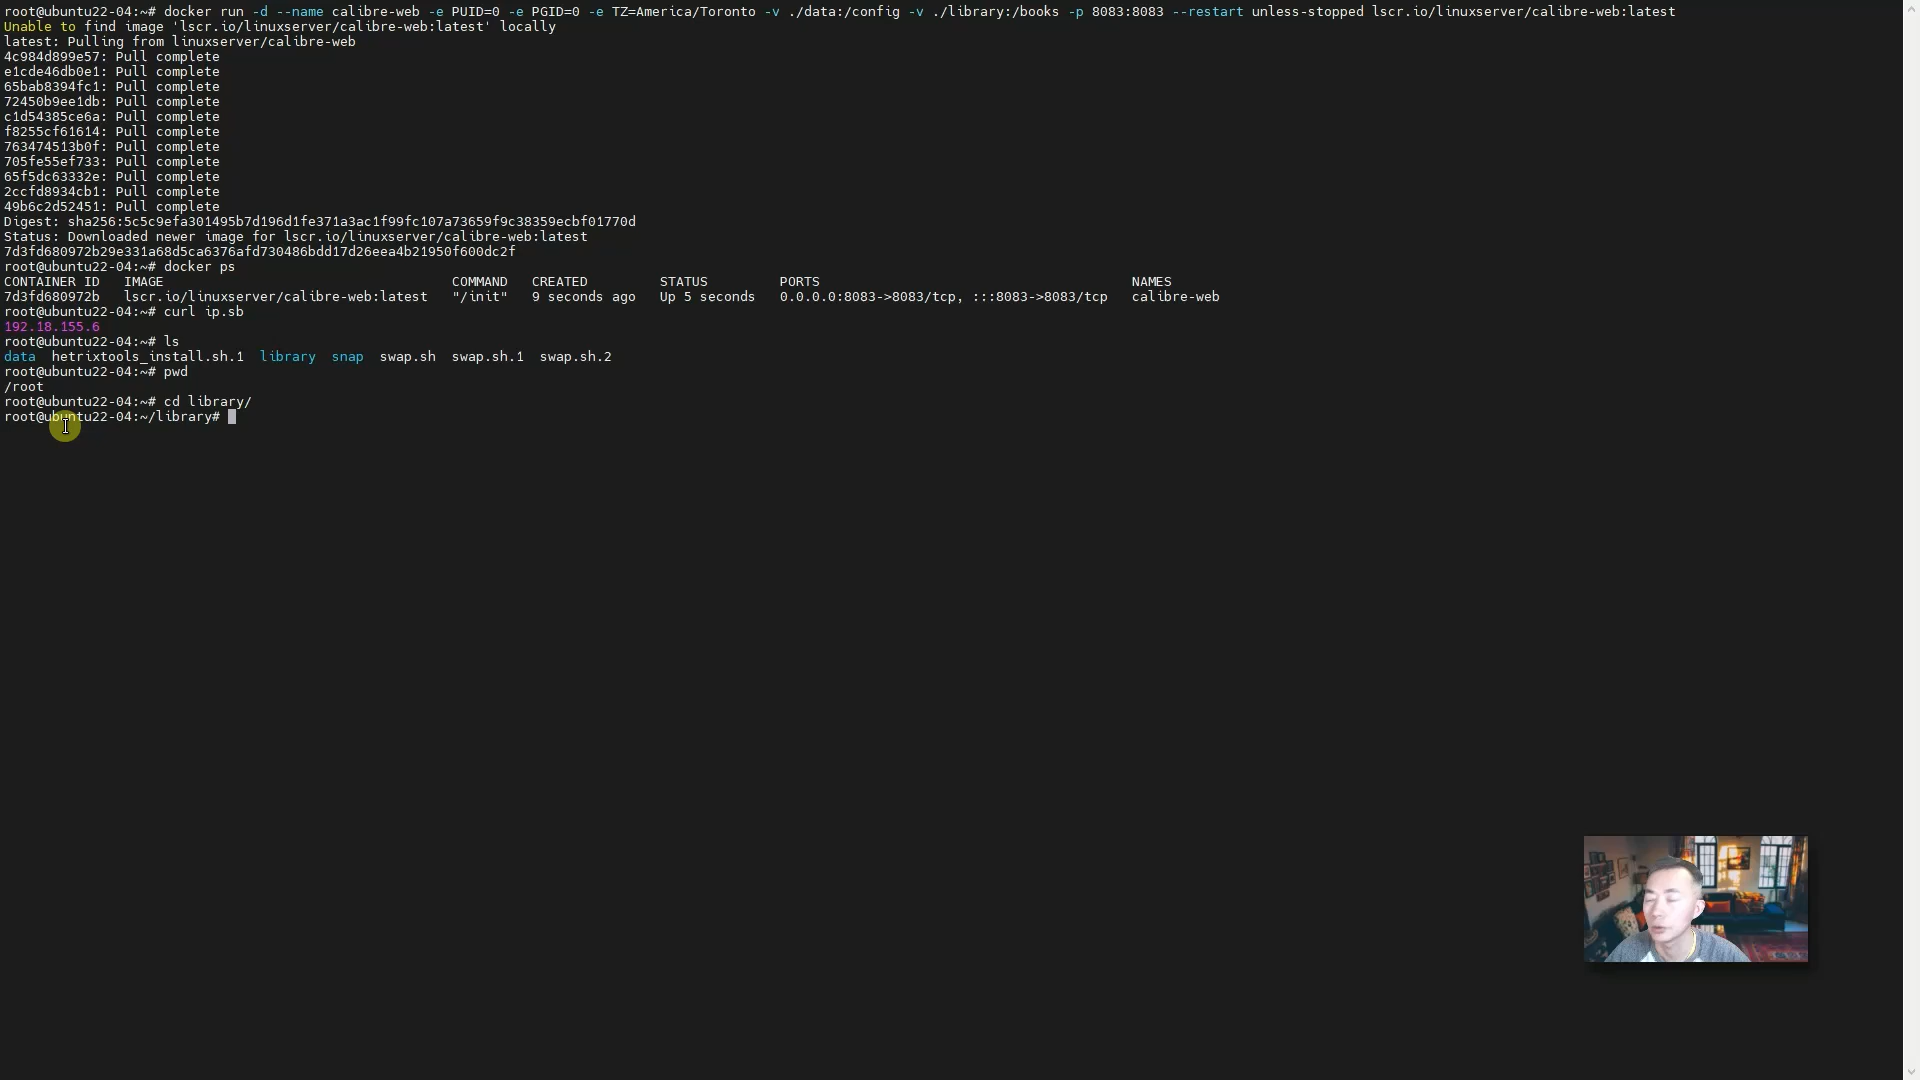 root@ubuntu22-04:~# docker run -d --name calibre-web -e PUID=0 -e PGID=0 -e TZ=America/Toronto -v ./data:/config -v ./library:/books -p 8083:8083 --restart unless-stopped lscr.io/linuxserver/calibre-web:latest
Unable to find image 'lscr.io/linuxserver/calibre-web:latest' locally
latest: Pulling from linuxserver/calibre-web
4c984d899e57: Pull complete
e1cde46db0e1: Pull complete
65bab8394fc1: Pull complete
72450b9ee1db: Pull complete
c1d54385ce6a: Pull complete
f8255cf61614: Pull complete
763474513b0f: Pull complete
705fe55ef733: Pull complete
65f5dc63332e: Pull complete
2ccfd8934cb1: Pull complete
49b6c2d52451: Pull complete
Digest: sha256:5c5c9efa301495b7d196d1fe371a3ac1f99fc107a73659f9c38359ecbf01770d
Status: Downloaded newer image for lscr.io/linuxserver/calibre-web:latest
7d3fd680972b29e331a68d5ca6376afd730486bdd17d26eea4b21950f600dc2f
root@ubuntu22-04:~# docker ps
CONTAINER ID   IMAGE                                    COMMAND   CREATED         STATUS         PORTS                                       NAMES
7d3fd680972b   lscr.io/linuxserver/calibre-web:latest   "/init"   9 seconds ago   Up 5 seconds   0.0.0.0:8083->8083/tcp, :::8083->8083/tcp   calibre-web
root@ubuntu22-04:~# curl ip.sb
192.18.155.6
root@ubuntu22-04:~# ls
data  hetrixtools_install.sh.1  library  snap  swap.sh  swap.sh.1  swap.sh.2
root@ubuntu22-04:~# pwd
/root
root@ubuntu22-04:~# cd library/
root@ubuntu22-04:~/library#